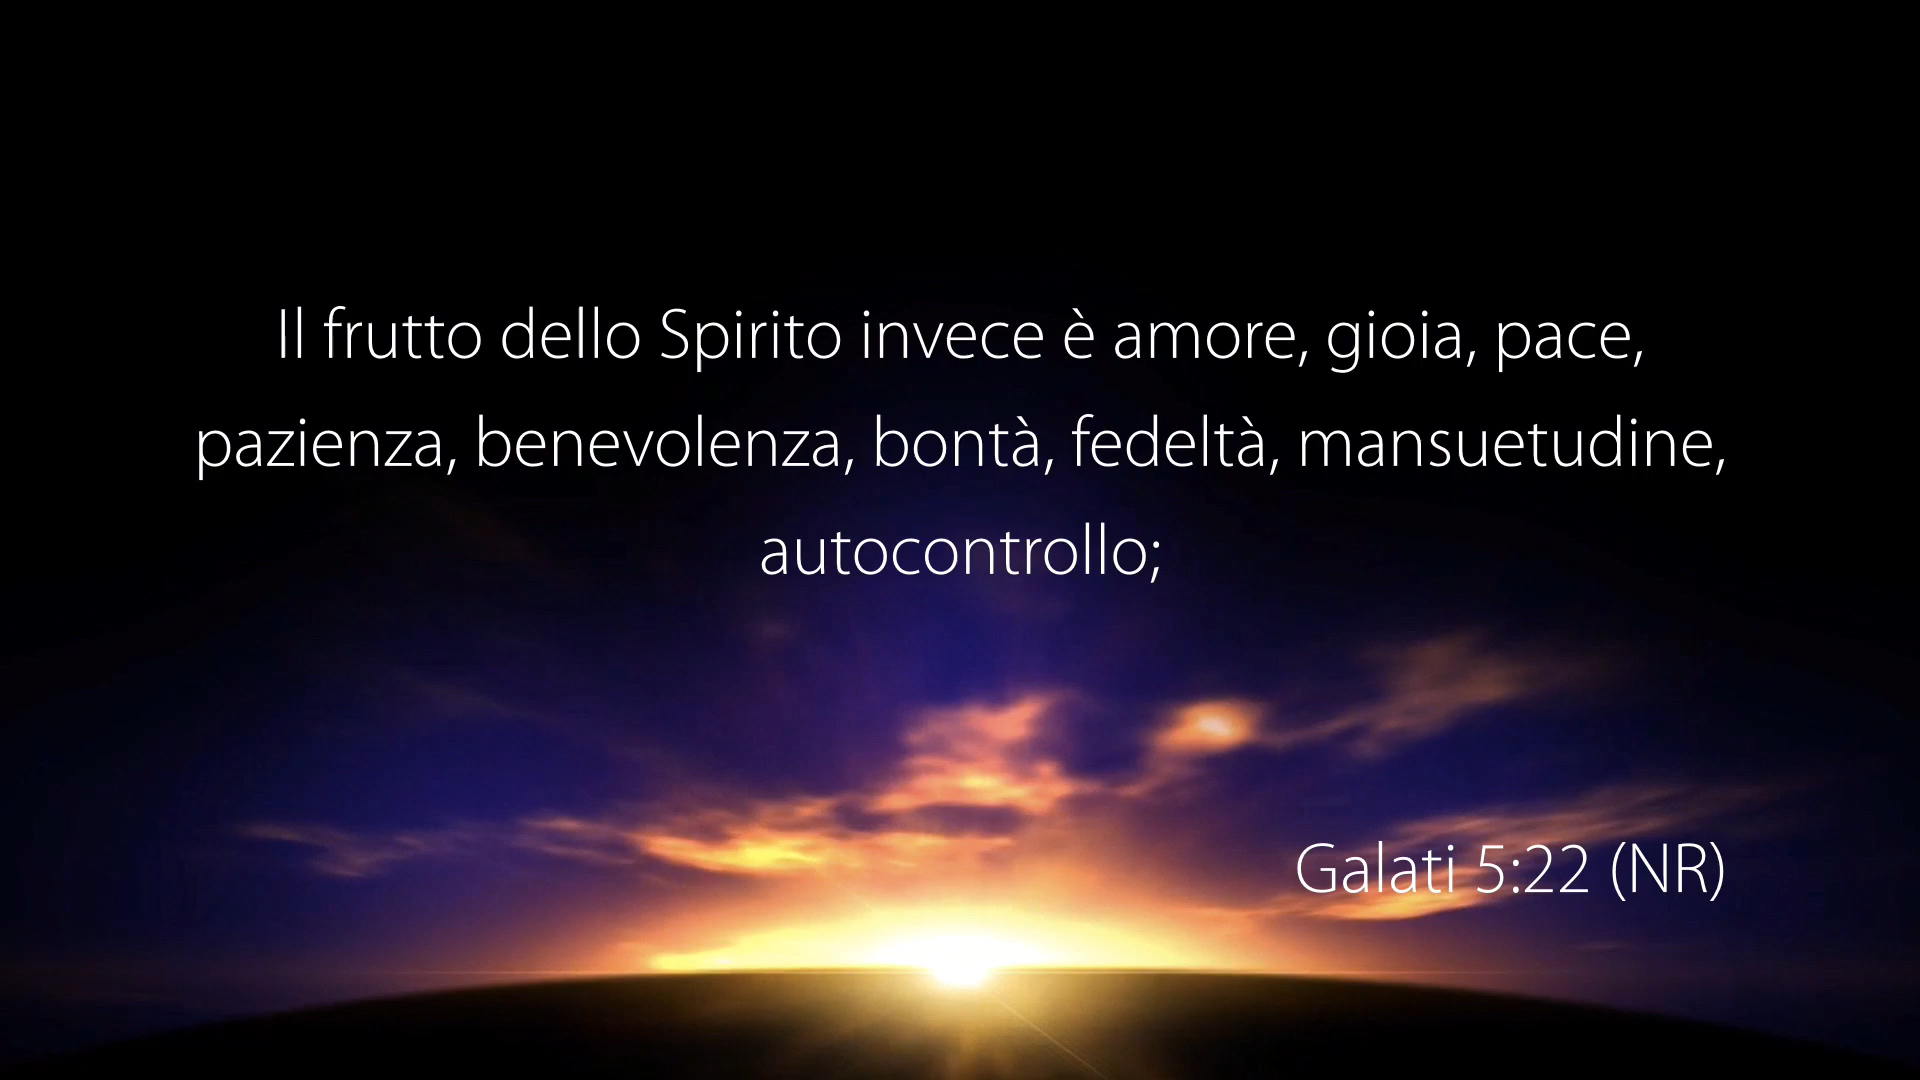 Il frutto dello Spirito invece è amore, gioia, pace,
pazienza, benevolenza, bontà, fedeltà, mansuetudine,
autocontrollo;
Galati 5:22 (NR)